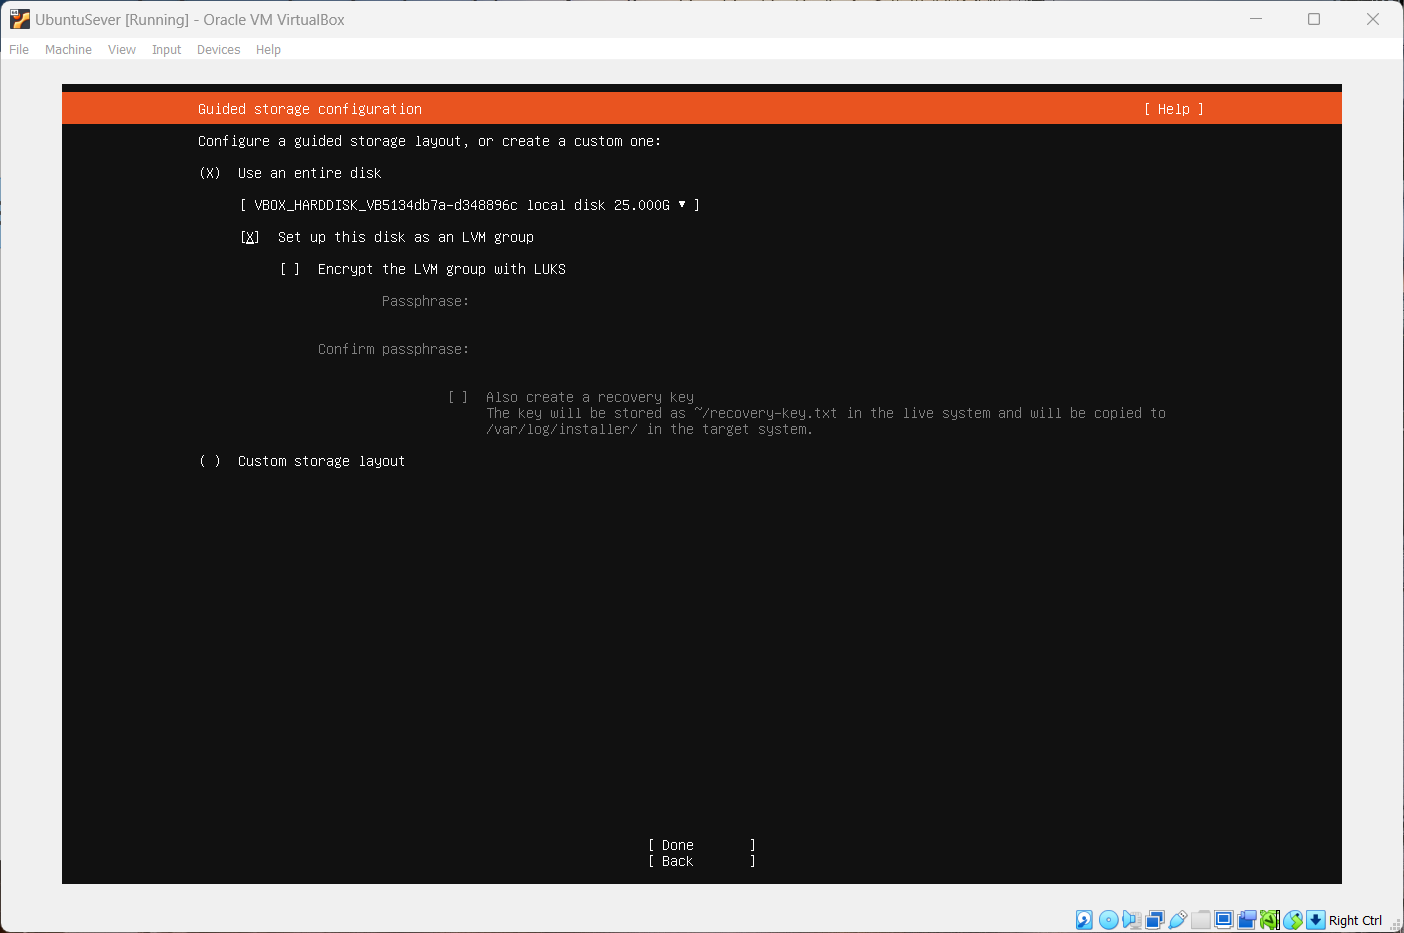 UbuntuSever [Running] - Oracle VM VirtualBox
File Machine View Input Devices Help
Guided storage configuration [ Help ]
Configure a guided storage layout, or create a custom one:
(X) Use an entire disk
[ VBOX_HARDDISK_VB5134db7a-d348896c local disk 25.000G ▾ ]
[X] Set up this disk as an LVM group
[ ] Encrypt the LVM group with LUKS
Passphrase:
Confirm passphrase:
[ ] Also create a recovery key
The key will be stored as ~/recovery-key.txt in the live system and will be copied to
/var/log/installer/ in the target system.
( ) Custom storage layout
[ Done ]
[ Back ]
Right Ctrl